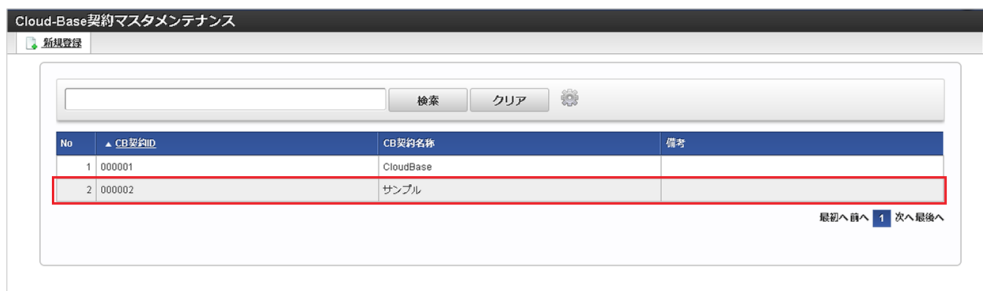 Cloud-Base契約マスタメンテナンス
新規登録
検索 クリア
No ▲ CB契約ID CB契約名称 備考
1 000001 CloudBase
2 000002 サンプル
最初へ 前へ 1 次へ 最後へ